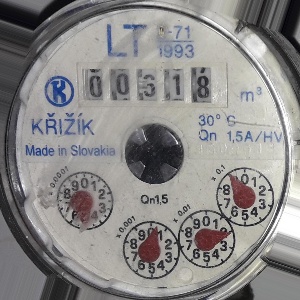 LT -71
1993
00318 m³
KŘIŽÍK 30° C
Made in Slovakia Qn 1,5A/HV
Qn1,5
x 0,0001
x 0,001
x 0,01
x 0,1